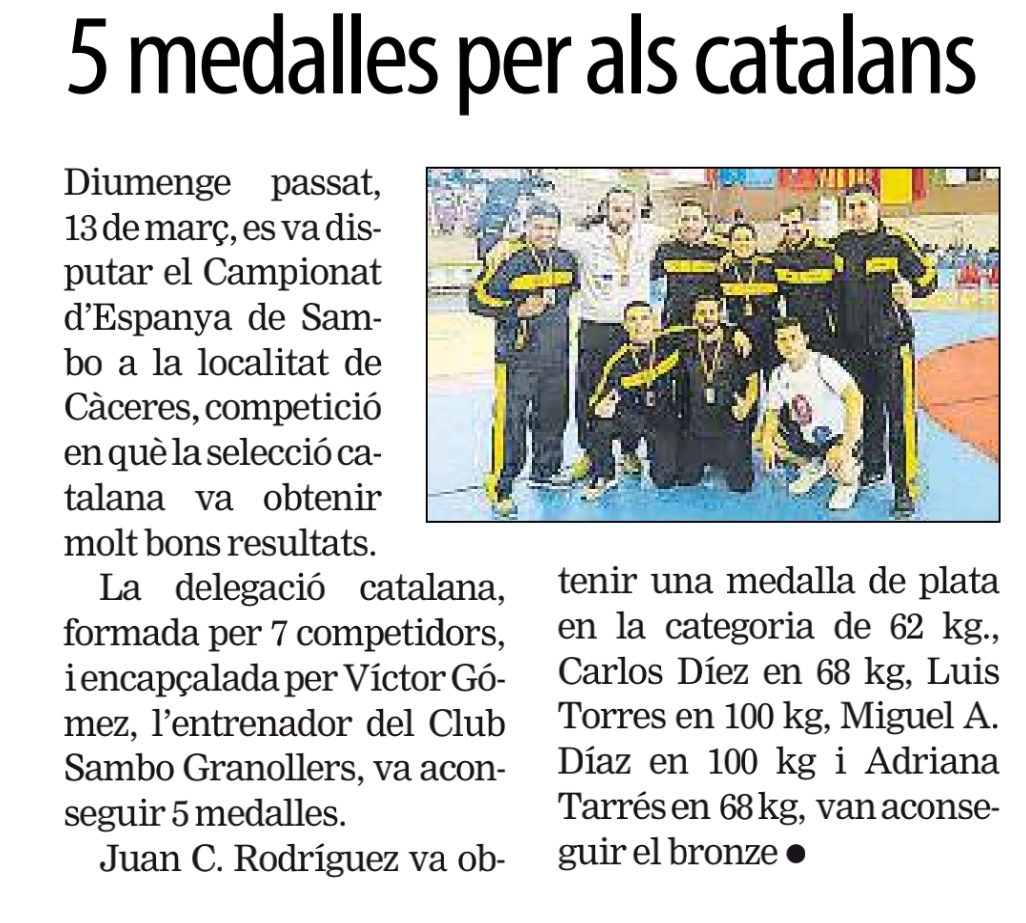 5 medalles per als catalans
Diumenge passat,
13 de març, es va dis-
putar el Campionat
d'Espanya de Sam-
bo a la localitat de
Càceres, competició
en què la selecció ca-
talana va obtenir
molt bons resultats.
La delegació catalana,
formada per 7 competidors,
i encapçalada per Víctor Gó-
mez, l'entrenador del Club
Sambo Granollers, va acon-
seguir 5 medalles.
Juan C. Rodríguez va ob-
tenir una medalla de plata
en la categoria de 62 kg.,
Carlos Díez en 68 kg, Luis
Torres en 100 kg, Miguel A.
Díaz en 100 kg i Adriana
Tarrés en 68 kg, van aconse-
guir el bronze ●